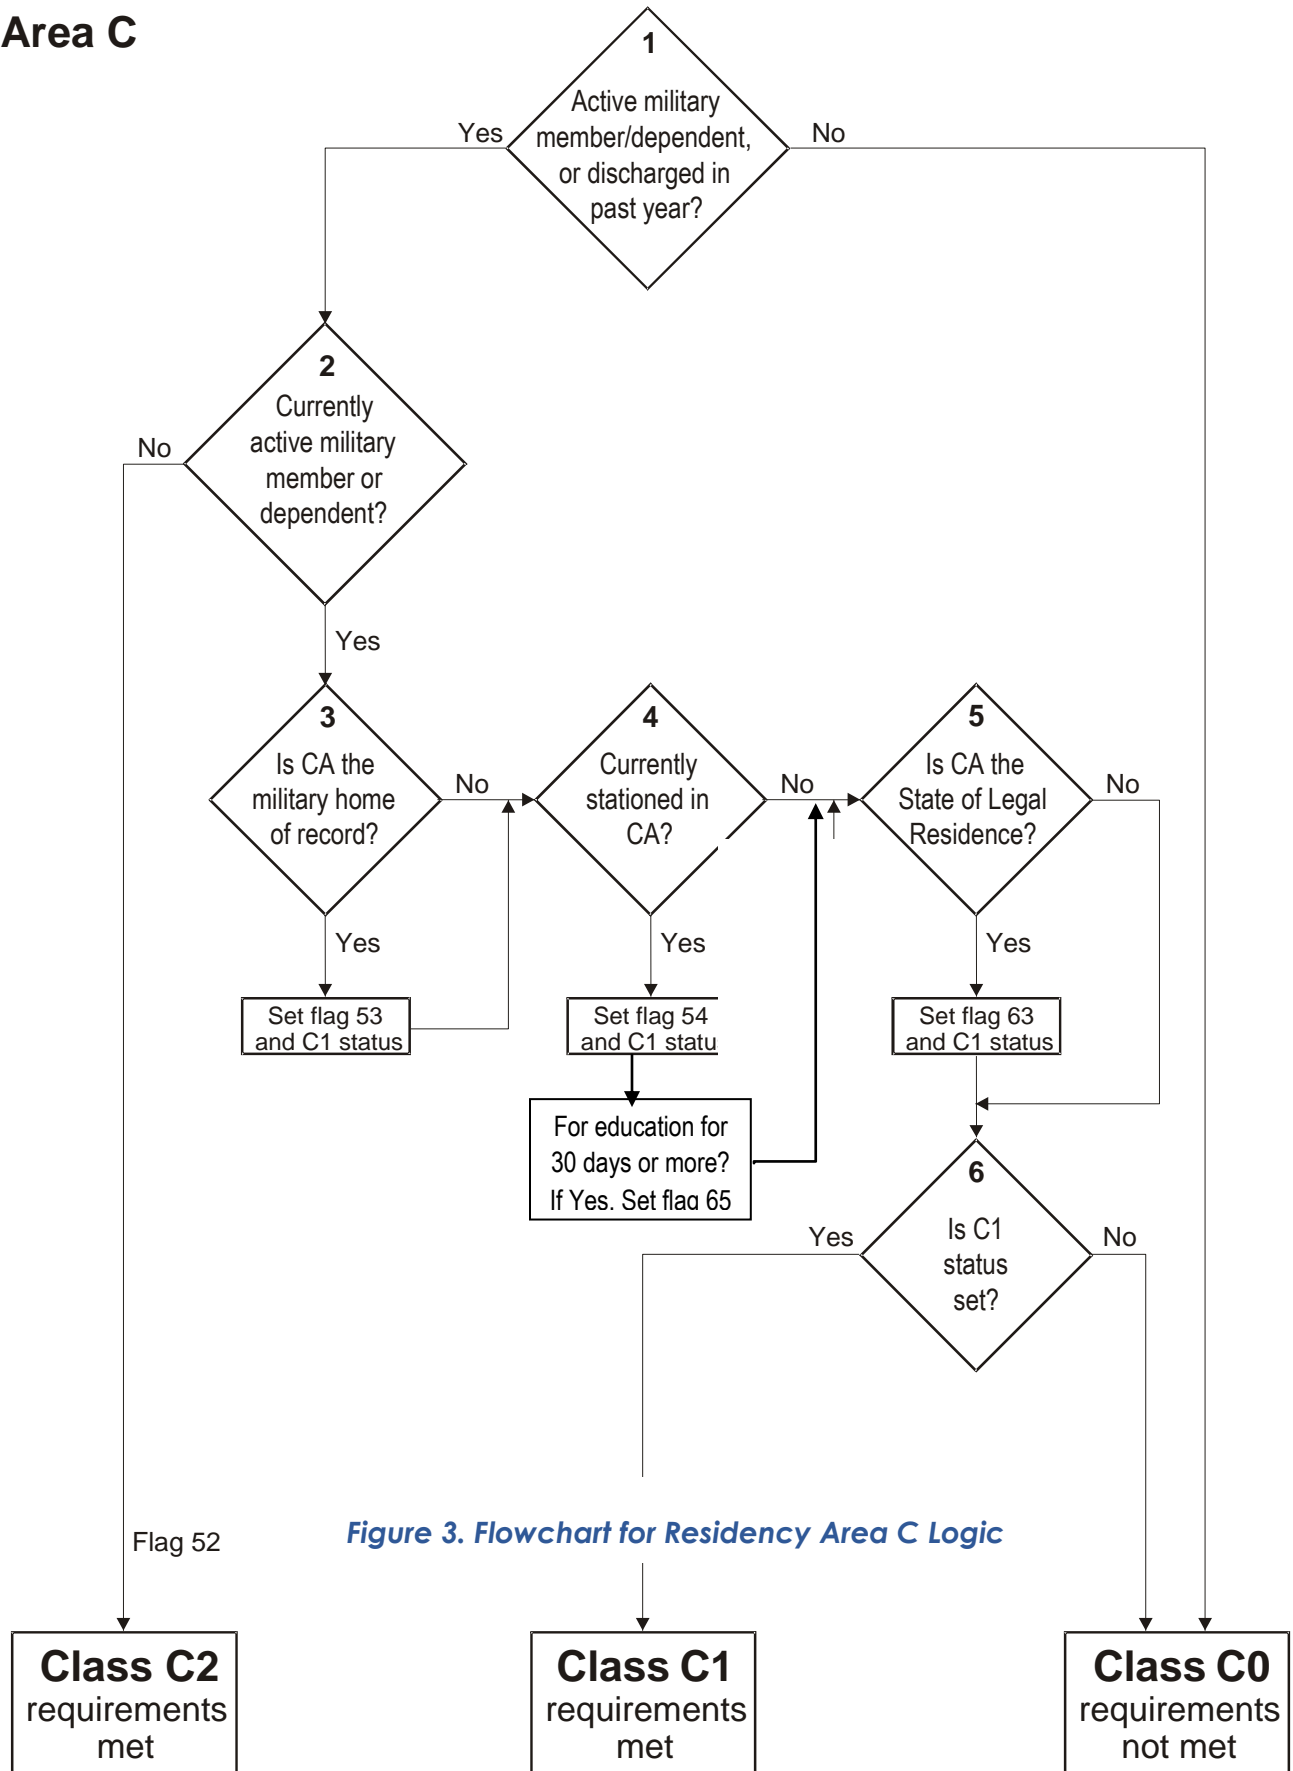 Area C
1
Active military
member/dependent,
or discharged in
past year?
Yes
No
2
Currently
active military
member or
dependent?
No
Yes
3
Is CA the
military home
of record?
No
Yes
4
Currently
stationed in
CA?
No
Yes
5
Is CA the
State of Legal
Residence?
No
Yes
Set flag 53
and C1 status
Set flag 54
and C1 statu
Set flag 63
and C1 status
For education for
30 days or more?
If Yes. Set flag 65
6
Is C1
status
set?
Yes
No
Flag 52
Figure 3. Flowchart for Residency Area C Logic
Class C2
requirements
met
Class C1
requirements
met
Class C0
requirements
not met